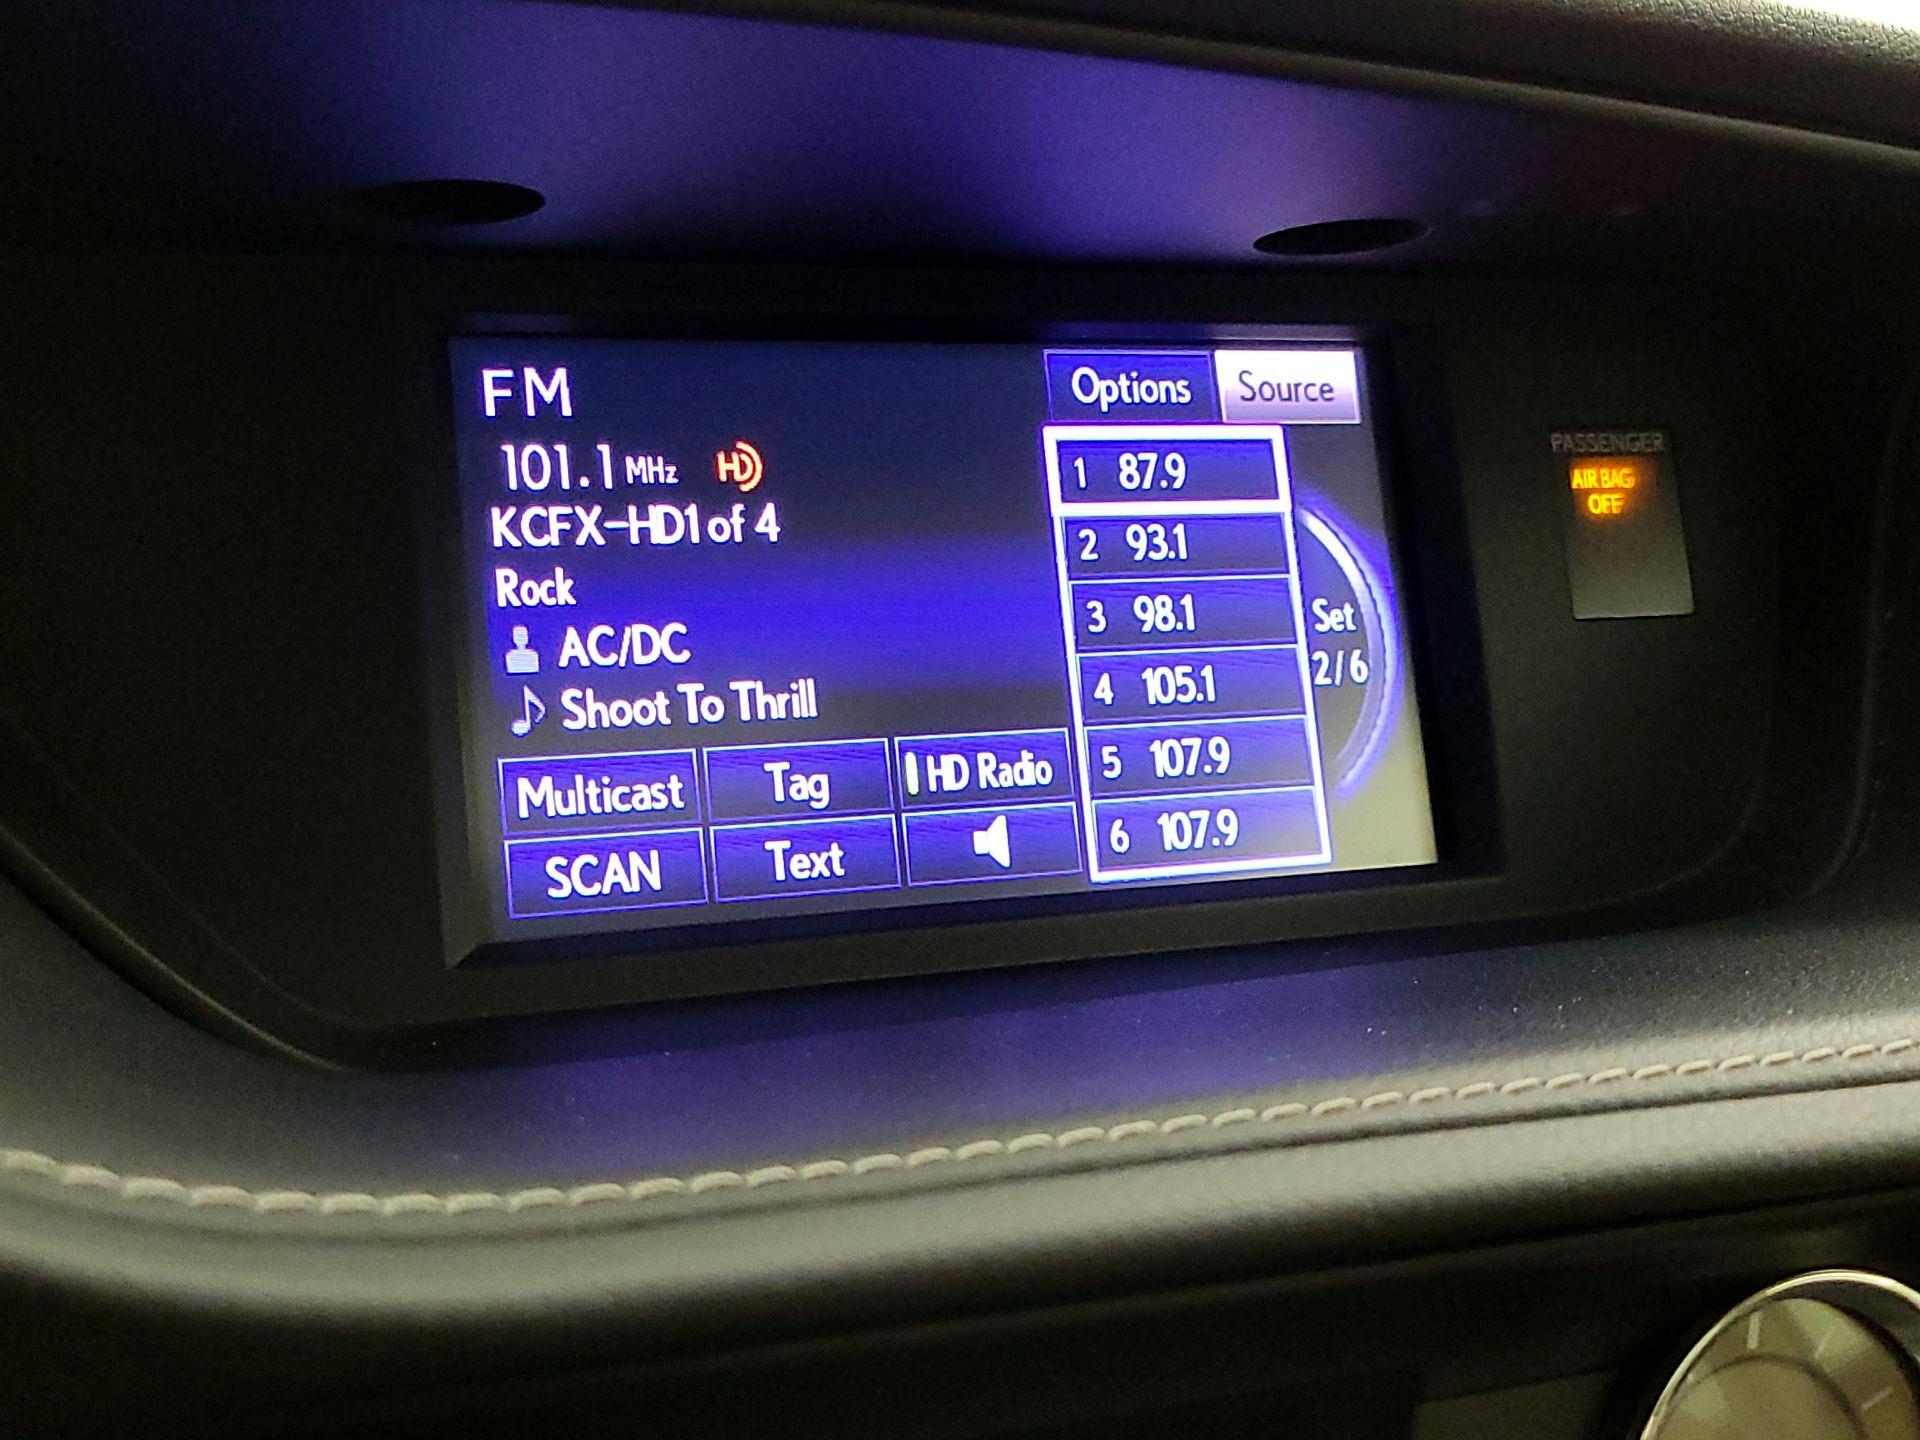 FM
Options
Source
101.1 MHz HD
KCFX-HD1 of 4
Rock
AC/DC
Shoot To Thrill
1 87.9
2 93.1
3 98.1
4 105.1
5 107.9
6 107.9
Set
2/6
Multicast
Tag
HD Radio
SCAN
Text
PASSENGER
AIR BAG
OFF